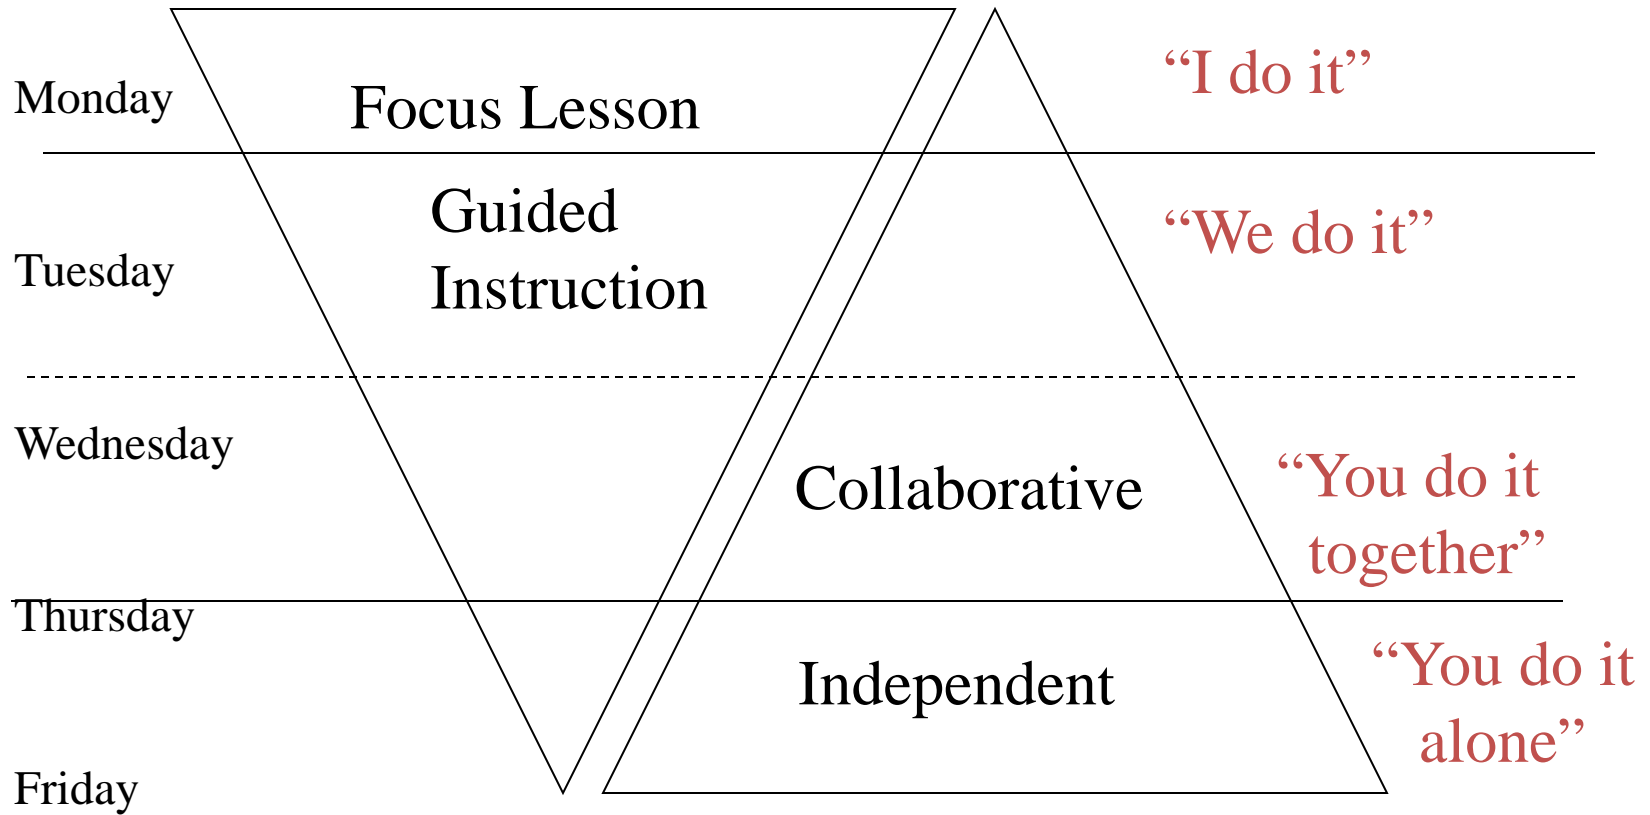 “I do it”
Monday
Focus Lesson
Guided
Instruction
“We do it”
Tuesday
Wednesday
Collaborative
“You do it
together”
Thursday
Independent
“You do it
alone”
Friday